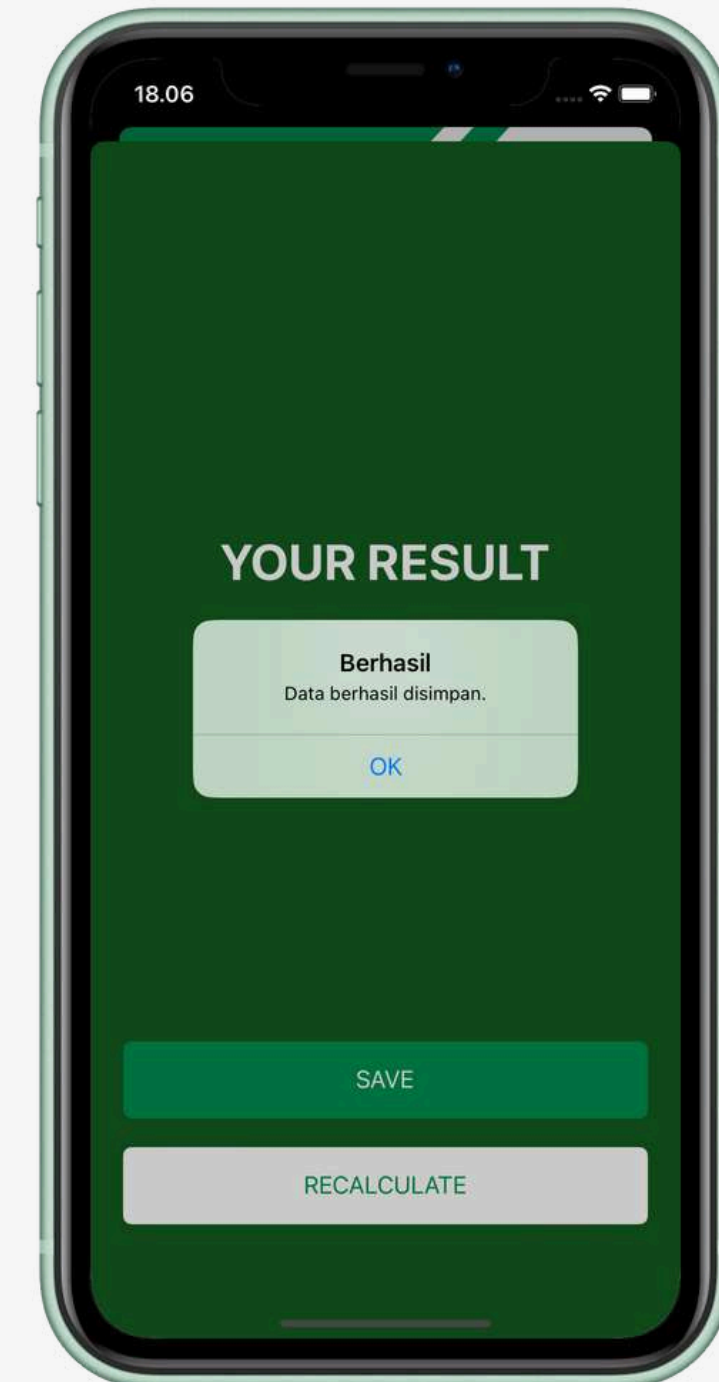 18.06
YOUR RESULT
Berhasil
Data berhasil disimpan.
OK
SAVE
RECALCULATE